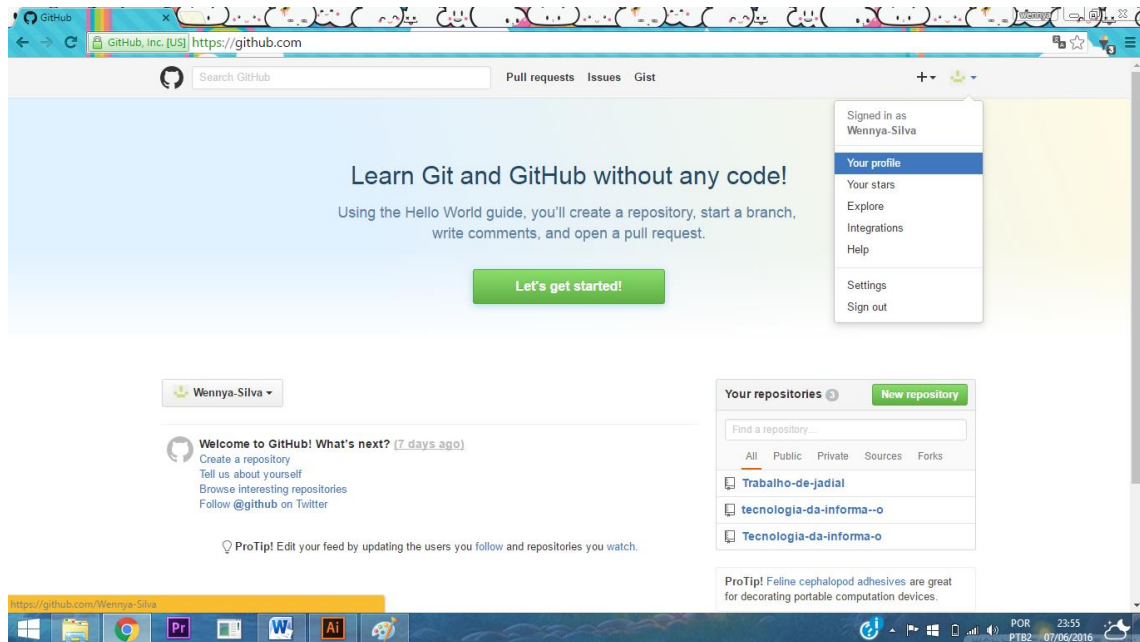 GitHub
wennya
GitHub, Inc. [US] https://github.com
3
Search GitHub
Pull requests Issues Gist
Signed in as
Wennya-Silva
Your profile
Your stars
Explore
Integrations
Help
Settings
Sign out
Learn Git and GitHub without any code!
Using the Hello World guide, you’ll create a repository, start a branch,
write comments, and open a pull request.
Let's get started!
Wennya-Silva
Welcome to GitHub! What's next? (7 days ago)
Create a repository
Tell us about yourself
Browse interesting repositories
Follow @github on Twitter
ProTip! Edit your feed by updating the users you follow and repositories you watch.
Your repositories 3 New repository
Find a repository…
All Public Private Sources Forks
Trabalho-de-jadial
tecnologia-da-informa--o
Tecnologia-da-informa-o
ProTip! Feline cephalopod adhesives are great
for decorating portable computation devices.
https://github.com/Wennya-Silva
Pr
W
Ai
POR
PTB2
23:55
07/06/2016